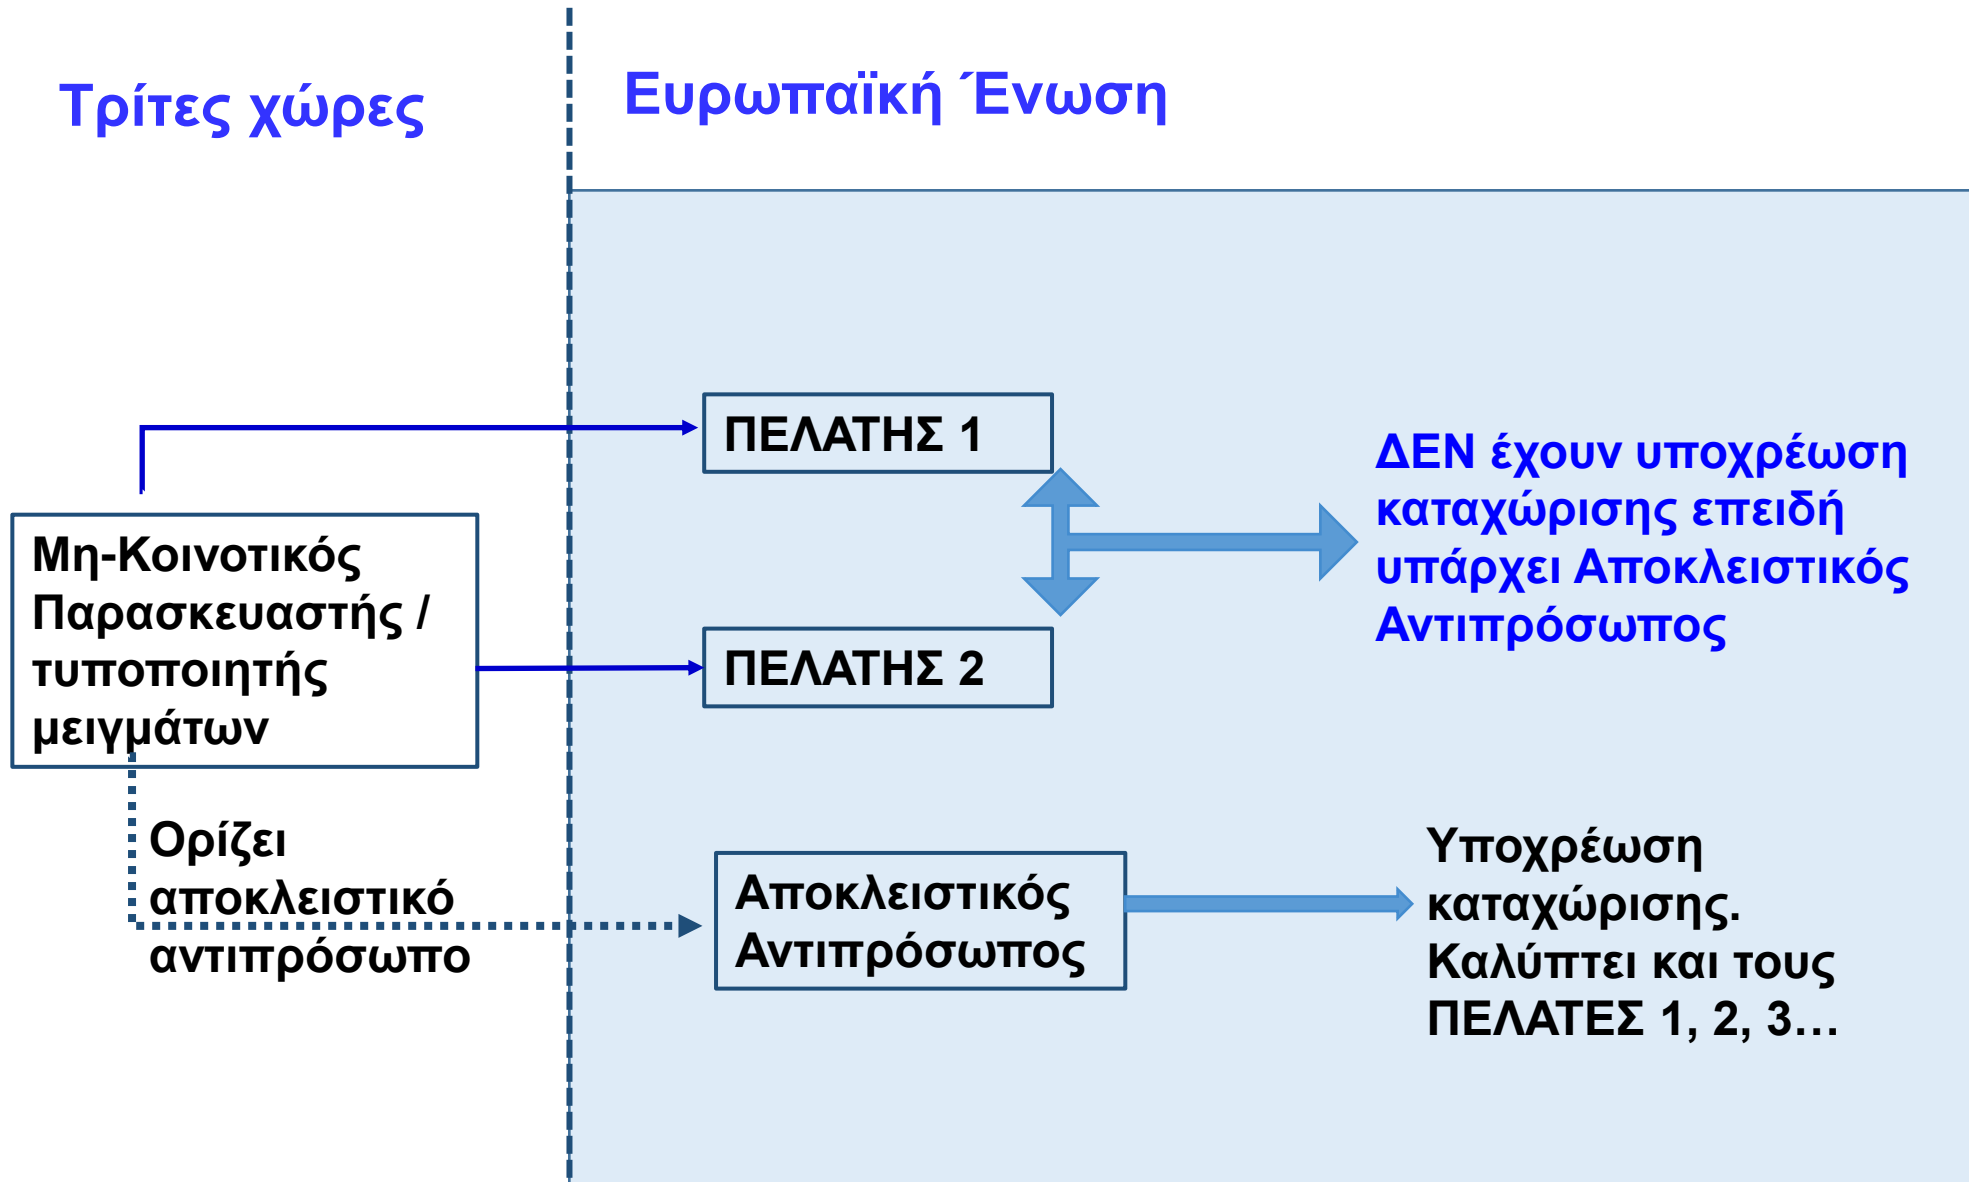 Τρίτες χώρες
Ευρωπαϊκή Ένωση
ΠΕΛΑΤΗΣ 1
ΔΕΝ έχουν υποχρέωση
καταχώρισης επειδή
υπάρχει Αποκλειστικός
Αντιπρόσωπος
Μη-Κοινοτικός
Παρασκευαστής /
τυποποιητής
μειγμάτων
ΠΕΛΑΤΗΣ 2
Ορίζει
αποκλειστικό
αντιπρόσωπο
Αποκλειστικός
Αντιπρόσωπος
Υποχρέωση
καταχώρισης.
Καλύπτει και τους
ΠΕΛΑΤΕΣ 1, 2, 3…